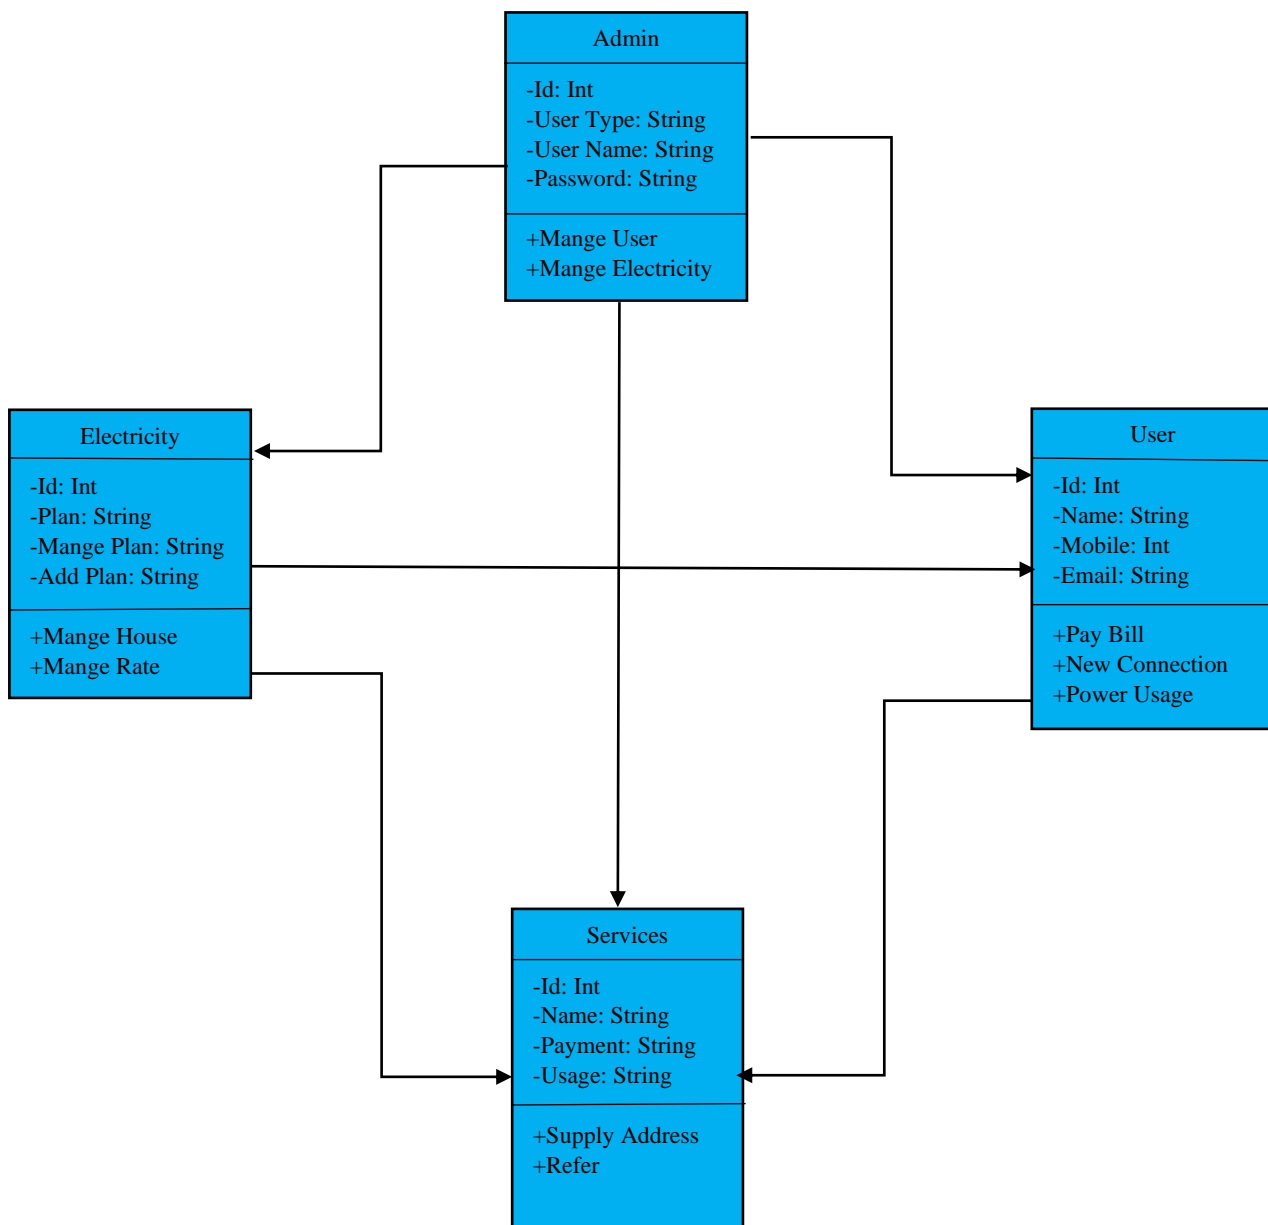 Admin
-Id: Int
-User Type: String
-User Name: String
-Password: String
+Mange User
+Mange Electricity
Electricity
-Id: Int
-Plan: String
-Mange Plan: String
-Add Plan: String
+Mange House
+Mange Rate
User
-Id: Int
-Name: String
-Mobile: Int
-Email: String
+Pay Bill
+New Connection
+Power Usage
Services
-Id: Int
-Name: String
-Payment: String
-Usage: String
+Supply Address
+Refer